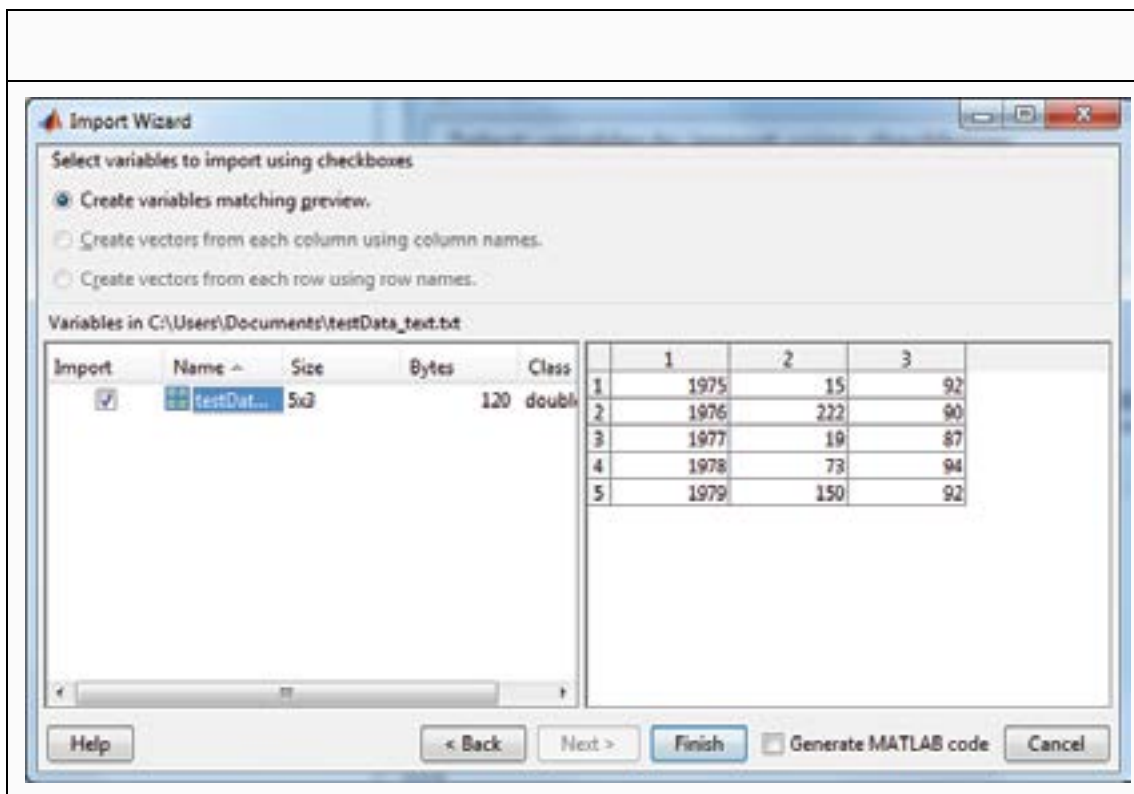 Import Wizard
Select variables to import using checkboxes
Create variables matching preview.
Create vectors from each column using column names.
Create vectors from each row using row names.
Variables in C:\Users\Documents\testData_text.txt
Import Name Size Bytes Class
testDat... 5x3 120 double
1 2 3
1 1975 15 92
2 1976 222 90
3 1977 19 87
4 1978 73 94
5 1979 150 92
Help < Back Next > Finish Generate MATLAB code Cancel